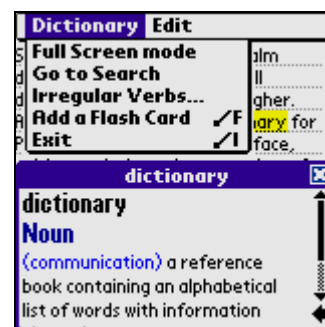 Dictionary Edit
Full Screen mode
alm
Go to Search
ll
Irregular Verbs...
gher.
Add a Flash Card /F
ary for
Exit /I
face,
dictionary
dictionary
Noun
(communication) a reference
book containing an alphabetical
list of words with information